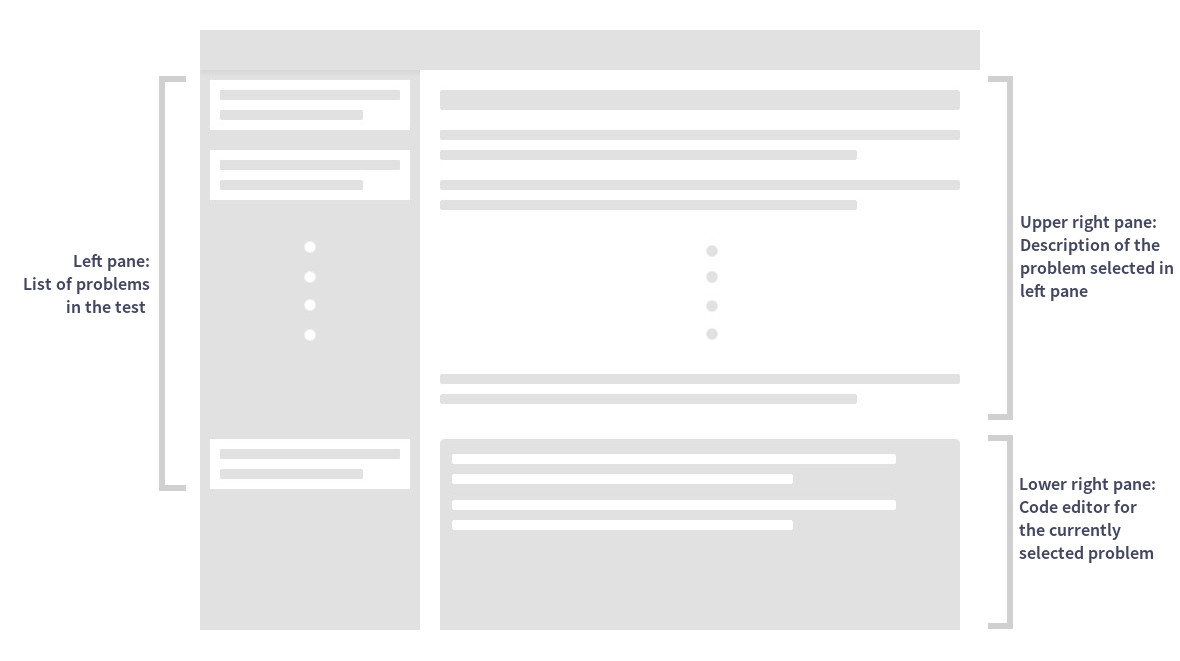 Left pane:
List of problems
in the test
Upper right pane:
Description of the
problem selected in
left pane
Lower right pane:
Code editor for
the currently
selected problem